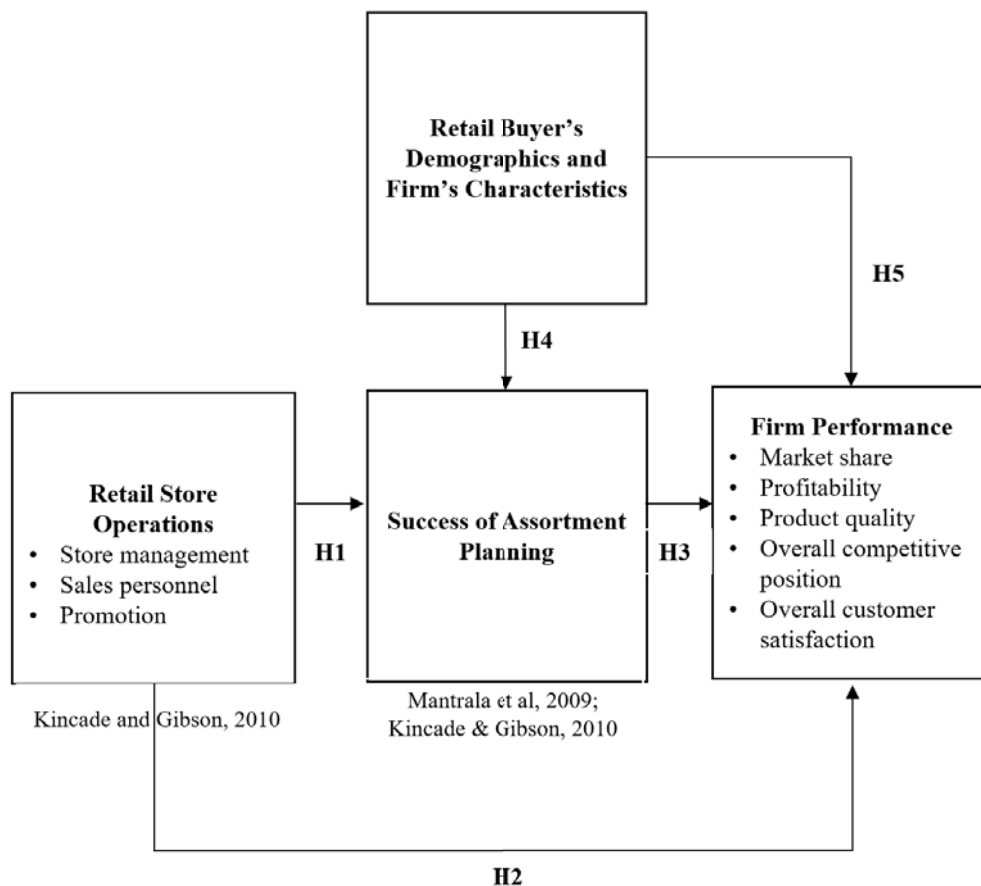 Retail Buyer's
Demographics and
Firm's Characteristics
H5
H4
Retail Store
Operations
• Store management
• Sales personnel
• Promotion
Kincade and Gibson, 2010
H1
Success of Assortment
Planning
Mantrala et al, 2009;
Kincade & Gibson, 2010
H3
Firm Performance
• Market share
• Profitability
• Product quality
• Overall competitive
position
• Overall customer
satisfaction
H2